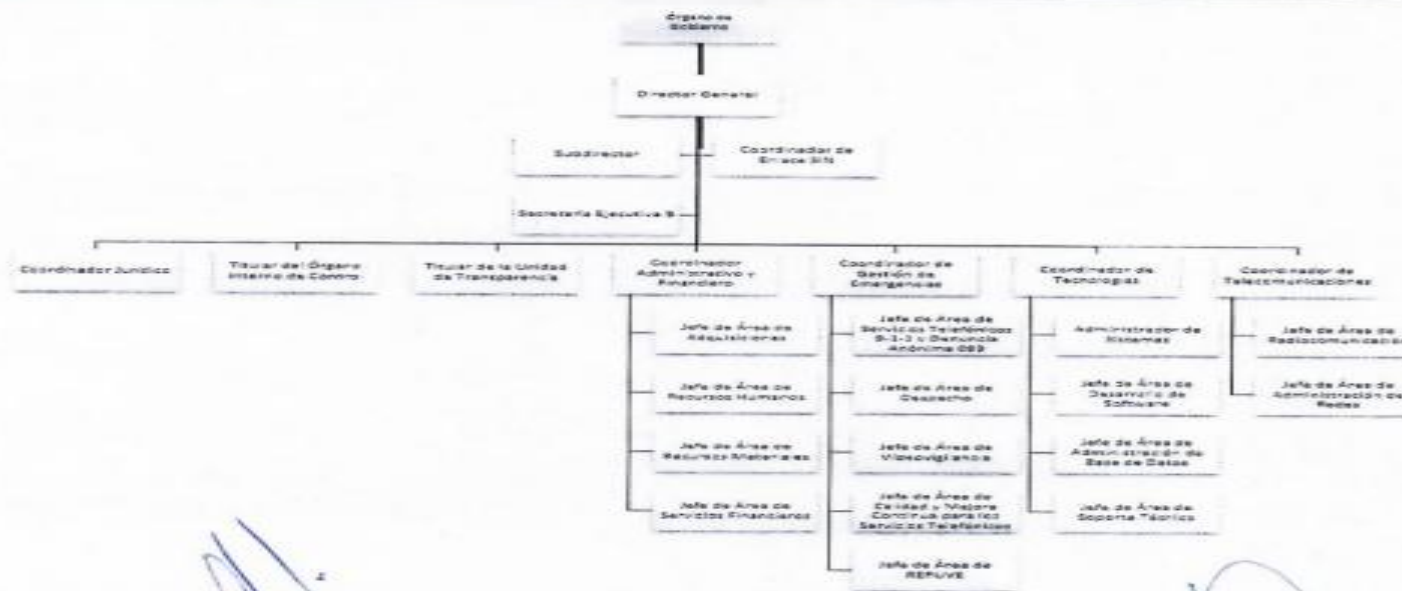 Órgano de
Gobierno
Director General
Subdirector
Coordinador de
Enlace
Secretaría Ejecutiva B
Coordinador Jurídico
Titular del Órgano
Interno de Control
Titular de la Unidad
de Transparencia
Coordinador
Administrativo y
Financiero
Coordinador de
Gestión de
Emergencias
Coordinador de
Tecnologías
Coordinador de
Telecomunicaciones
Jefe de Área de
Adquisiciones
Jefe de Área de
Servicios Telefónicos
9-1-1 y Denuncia
Anónima 089
Administrador de
Sistemas
Jefe de Área de
Radiocomunicación
Jefe de Área de
Recursos Humanos
Jefe de Área de
Despacho
Jefe de Área de
Desarrollo de
Software
Jefe de Área de
Administración de
Redes
Jefe de Área de
Recursos Materiales
Jefe de Área de
Videovigilancia
Jefe de Área de
Administración de
Base de Datos
Jefe de Área de
Servicios Financieros
Jefe de Área de
Calidad y Mejora
Continua para los
Servicios Telefónicos
Jefe de Área de
Soporte Técnico
Jefe de Área de
REPUVE